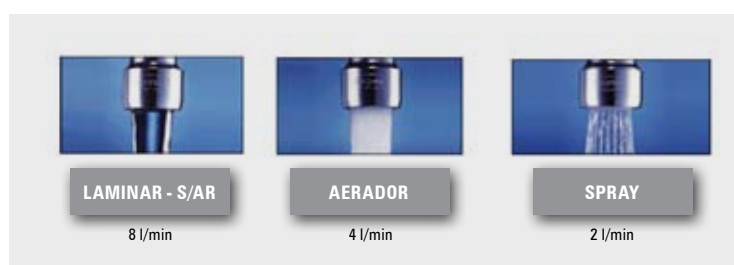 LAMINAR - S/AR
AERADOR
SPRAY
8 l/min
4 l/min
2 l/min